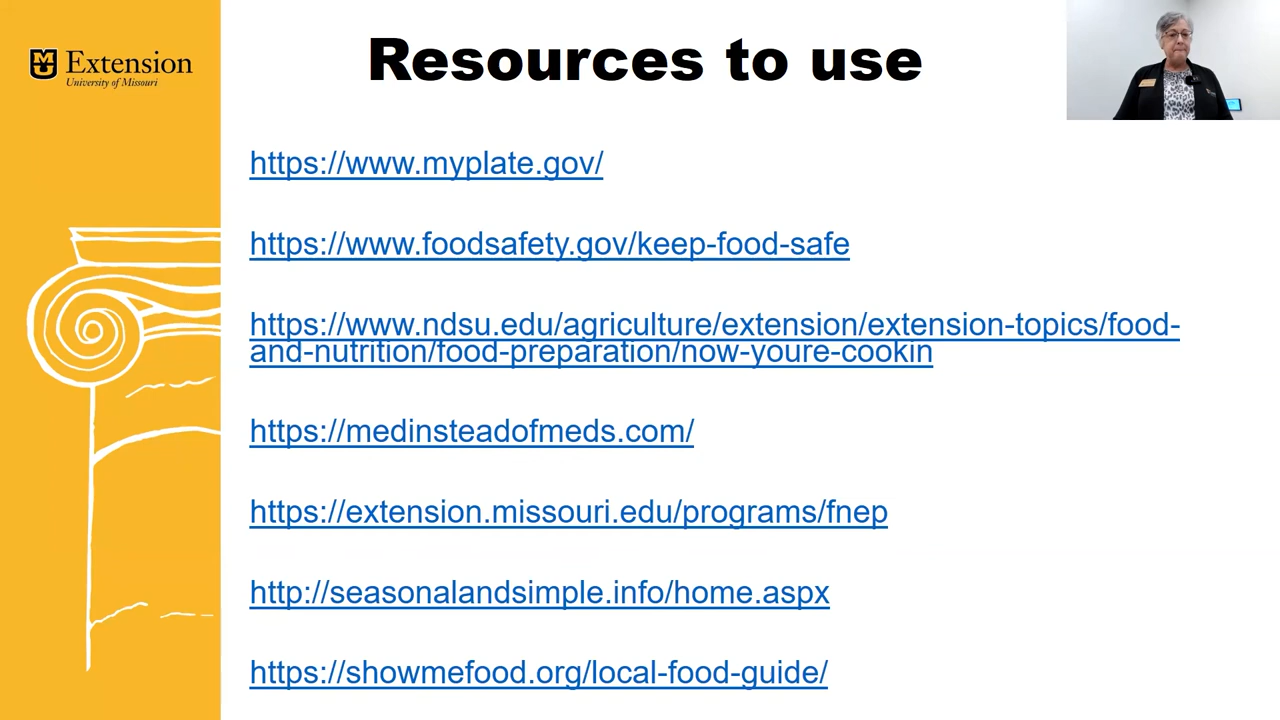 Extension
University of Missouri
Resources to use
https://www.myplate.gov/
https://www.foodsafety.gov/keep-food-safe
https://www.ndsu.edu/agriculture/extension/extension-topics/food-
and-nutrition/food-preparation/now-youre-cookin
https://medinsteadofmeds.com/
https://extension.missouri.edu/programs/fnep
http://seasonalandsimple.info/home.aspx
https://showmefood.org/local-food-guide/